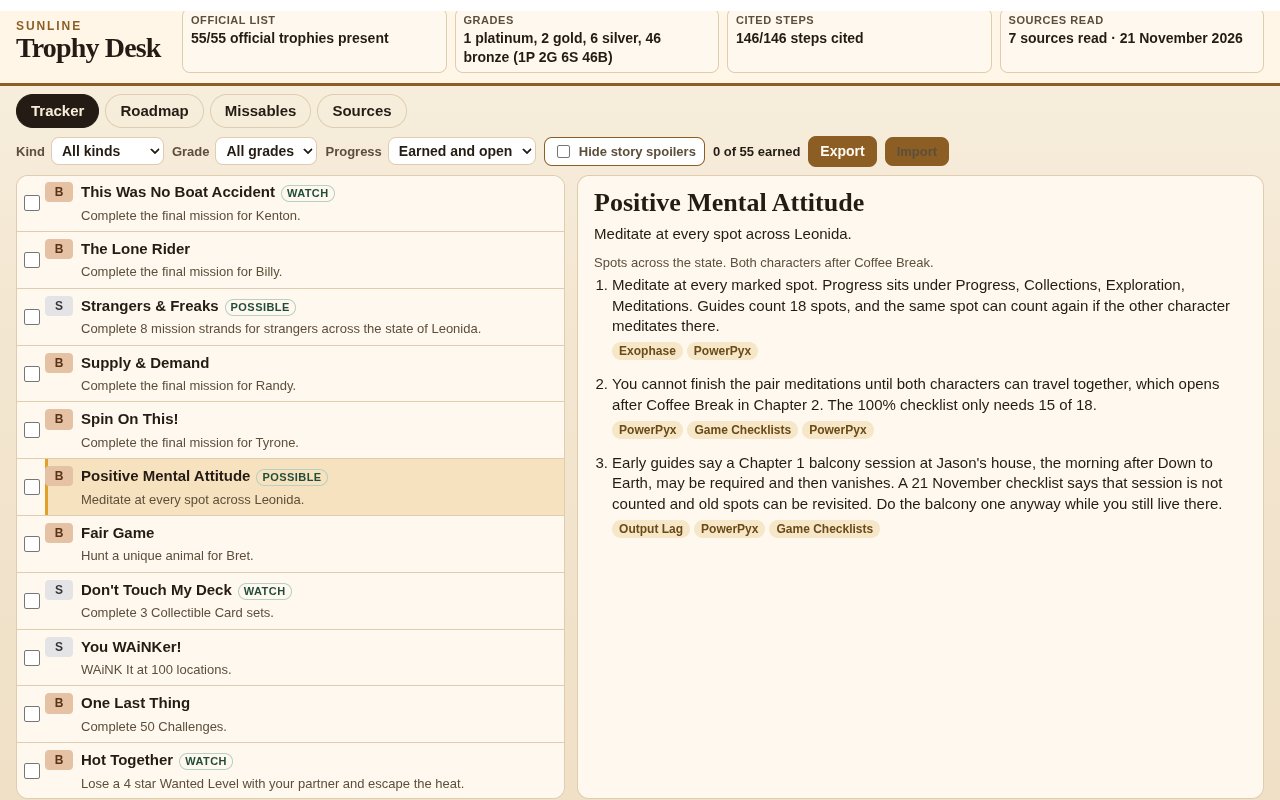 SUNLINE
Trophy Desk
OFFICIAL LIST
55/55 official trophies present
GRADES
1 platinum, 2 gold, 6 silver, 46
bronze (1P 2G 6S 46B)
CITED STEPS
146/146 steps cited
SOURCES READ
7 sources read · 21 November 2026
Tracker
Roadmap
Missables
Sources
Kind All kinds Grade All grades Progress Earned and open Hide story spoilers 0 of 55 earned Export Import
B This Was No Boat Accident WATCH
Complete the final mission for Kenton.
B The Lone Rider
Complete the final mission for Billy.
S Strangers & Freaks POSSIBLE
Complete 8 mission strands for strangers across the state of Leonida.
B Supply & Demand
Complete the final mission for Randy.
B Spin On This!
Complete the final mission for Tyrone.
B Positive Mental Attitude POSSIBLE
Meditate at every spot across Leonida.
B Fair Game
Hunt a unique animal for Bret.
S Don't Touch My Deck WATCH
Complete 3 Collectible Card sets.
S You WAiNKer!
WAiNK It at 100 locations.
B One Last Thing
Complete 50 Challenges.
B Hot Together WATCH
Lose a 4 star Wanted Level with your partner and escape the heat.
Positive Mental Attitude
Meditate at every spot across Leonida.
Spots across the state. Both characters after Coffee Break.
1. Meditate at every marked spot. Progress sits under Progress, Collections, Exploration,
Meditations. Guides count 18 spots, and the same spot can count again if the other character
meditates there.
Exophase PowerPyx
2. You cannot finish the pair meditations until both characters can travel together, which opens
after Coffee Break in Chapter 2. The 100% checklist only needs 15 of 18.
PowerPyx Game Checklists PowerPyx
3. Early guides say a Chapter 1 balcony session at Jason's house, the morning after Down to
Earth, may be required and then vanishes. A 21 November checklist says that session is not
counted and old spots can be revisited. Do the balcony one anyway while you still live there.
Output Lag PowerPyx Game Checklists